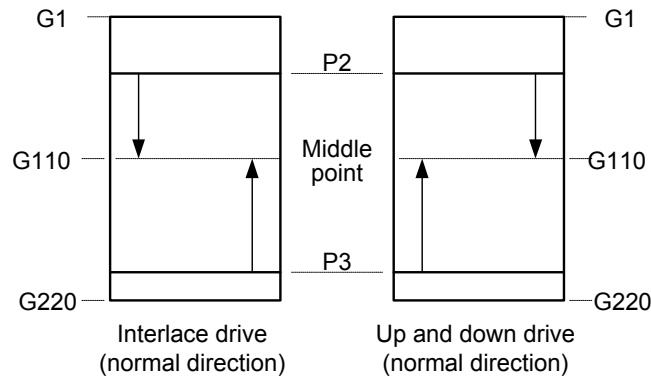 G1
G1
P2
G110
Middle
point
G110
P3
G220
G220
Interlace drive
(normal direction)
Up and down drive
(normal direction)